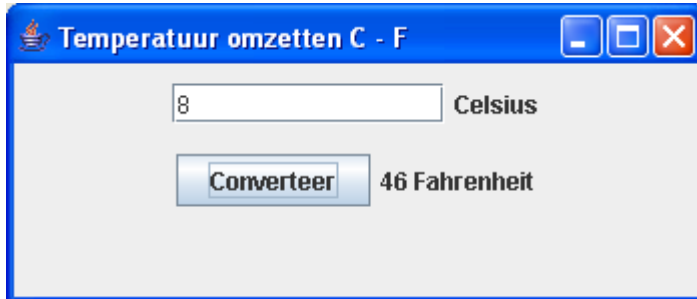 Temperatuur omzetten C - F
8 Celsius
Converteer 46 Fahrenheit